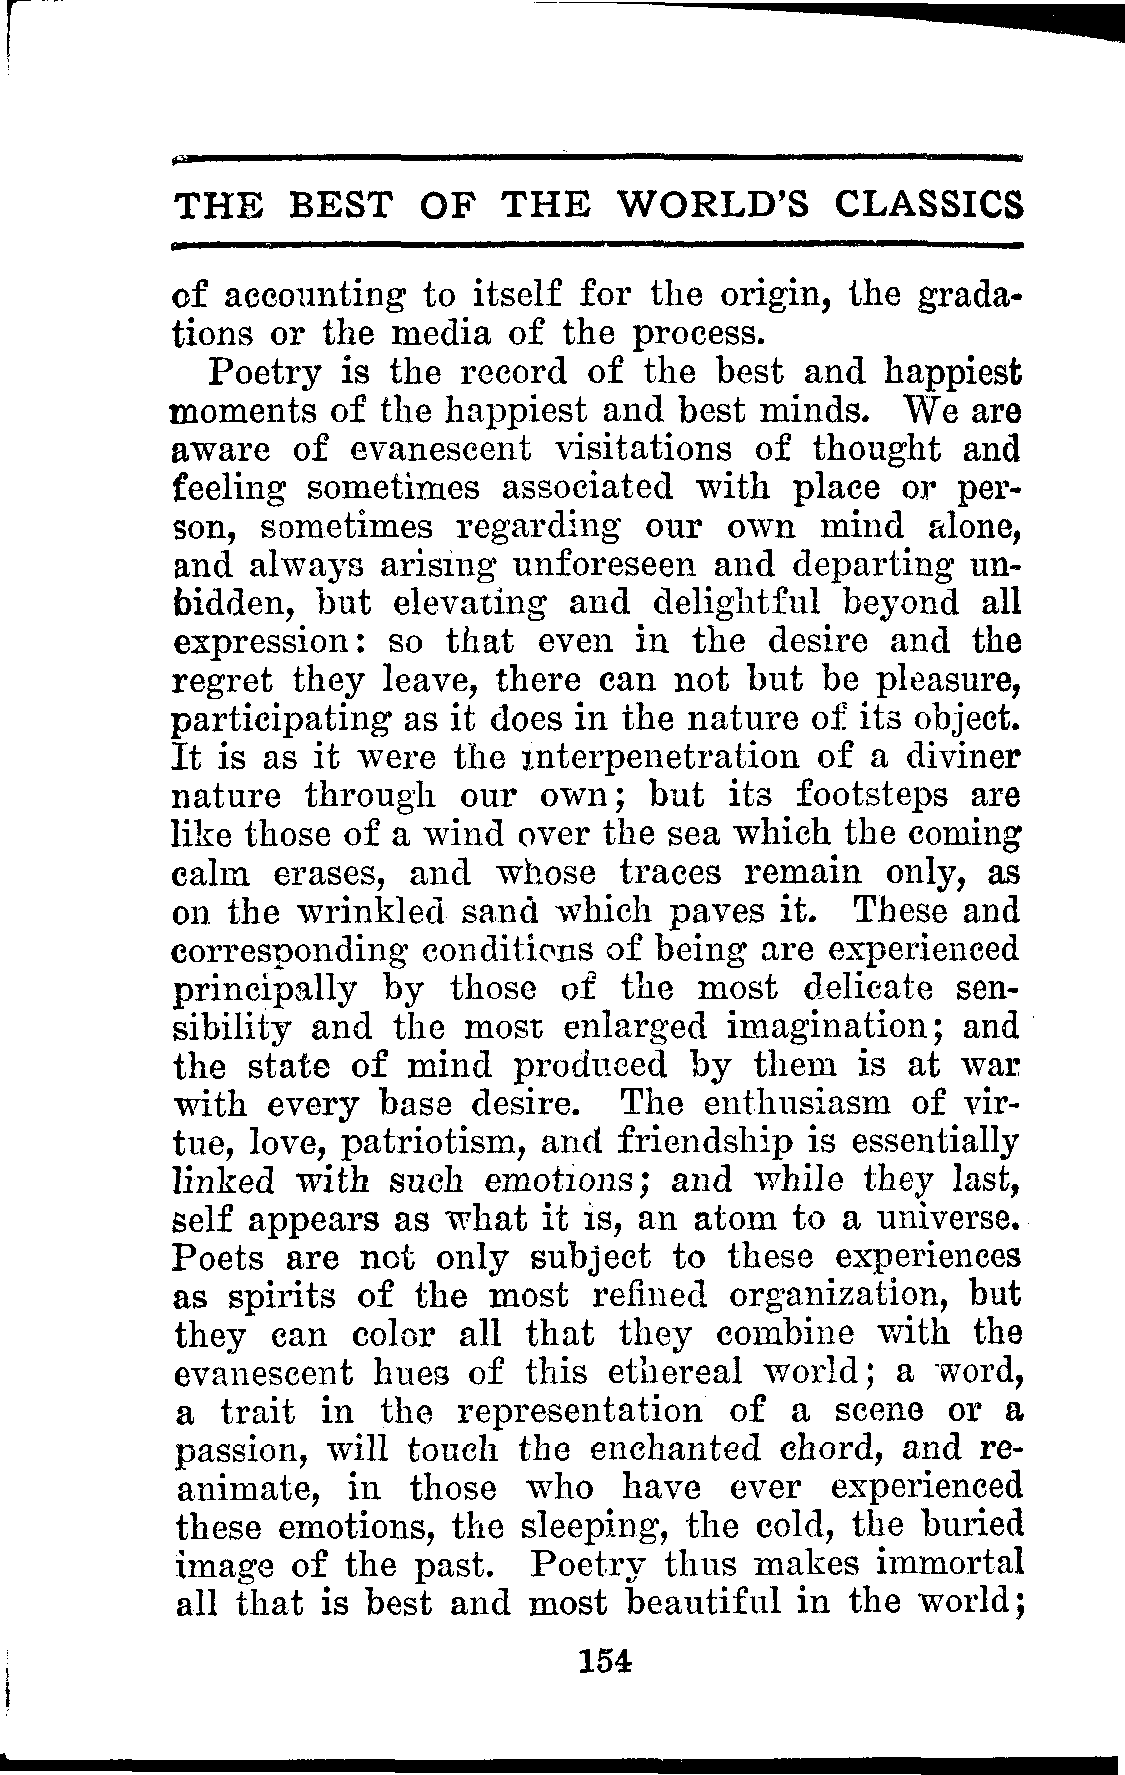 THE BEST OF THE WORLD'S CLASSICS
of accounting to itself for the origin, the grada-
tions or the media of the process.
Poetry is the record of the best and happiest
moments of the happiest and best minds. We are
aware of evanescent visitations of thought and
feeling sometimes associated with place or per-
son, sometimes regarding our own mind alone,
and always arising unforeseen and departing un-
bidden, but elevating and delightful beyond all
expression: so that even in the desire and the
regret they leave, there can not but be pleasure,
participating as it does in the nature of its object.
It is as it were the interpenetration of a diviner
nature through our own; but its footsteps are
like those of a wind over the sea which the coming
calm erases, and whose traces remain only, as
on the wrinkled sand which paves it. These and
corresponding conditions of being are experienced
principally by those of the most delicate sen-
sibility and the most enlarged imagination; and
the state of mind produced by them is at war
with every base desire. The enthusiasm of vir-
tue, love, patriotism, and friendship is essentially
linked with such emotions; and while they last,
self appears as what it is, an atom to a universe.
Poets are not only subject to these experiences
as spirits of the most refined organization, but
they can color all that they combine with the
evanescent hues of this ethereal world; a word,
a trait in the representation of a scene or a
passion, will touch the enchanted chord, and re-
animate, in those who have ever experienced
these emotions, the sleeping, the cold, the buried
image of the past. Poetry thus makes immortal
all that is best and most beautiful in the world;
154